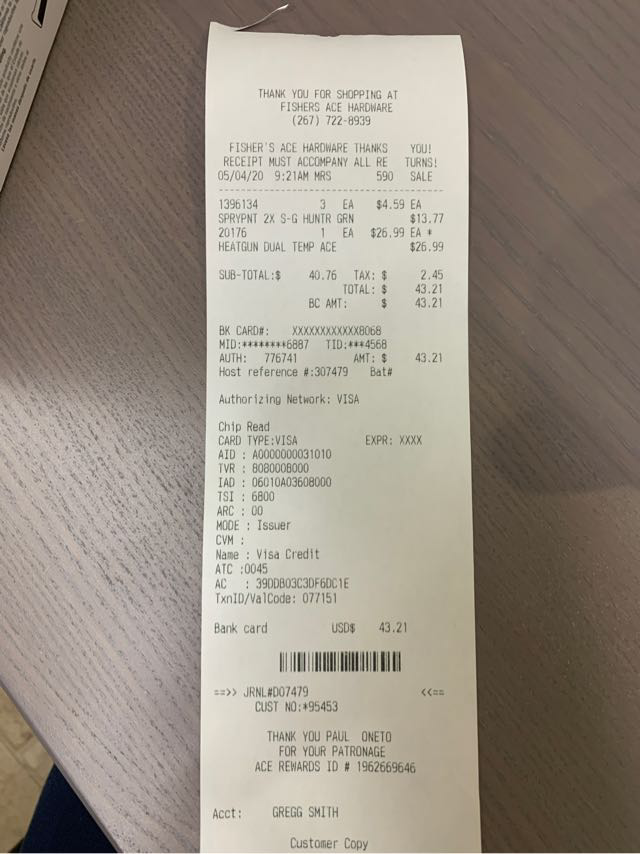 THANK YOU FOR SHOPPING AT
FISHERS ACE HARDWARE
(267) 722-8939
FISHER'S ACE HARDWARE THANKS YOU!
RECEIPT MUST ACCOMPANY ALL RE TURNS!
05/04/20 9:21AM MRS 590 SALE
1396134 3 EA $4.59 EA
SPRYPNT 2X S-G HUNTR GRN $13.77
20176 1 EA $26.99 EA *
HEATGUN DUAL TEMP ACE $26.99
SUB-TOTAL:$ 40.76 TAX: $ 2.45
TOTAL: $ 43.21
BC AMT: $ 43.21
BK CARD#: XXXXXXXXXXXX8068
MID:********6887 TID:***4568
AUTH: 776741 AMT: $ 43.21
Host reference #:307479 Bat#
Authorizing Network: VISA
Chip Read
CARD TYPE:VISA EXPR: XXXX
AID : A0000000031010
TVR : 8080008000
IAD : 06010A03608000
TSI : 6800
ARC : 00
MODE : Issuer
CVM :
Name : Visa Credit
ATC :0045
AC : 39DDB03C3DF6DC1E
TxnID/ValCode: 077151
Bank card USD$ 43.21
==>> JRNL#D07479 <<==
CUST NO:*95453
THANK YOU PAUL ONETO
FOR YOUR PATRONAGE
ACE REWARDS ID # 1962669646
Acct: GREGG SMITH
Customer Copy